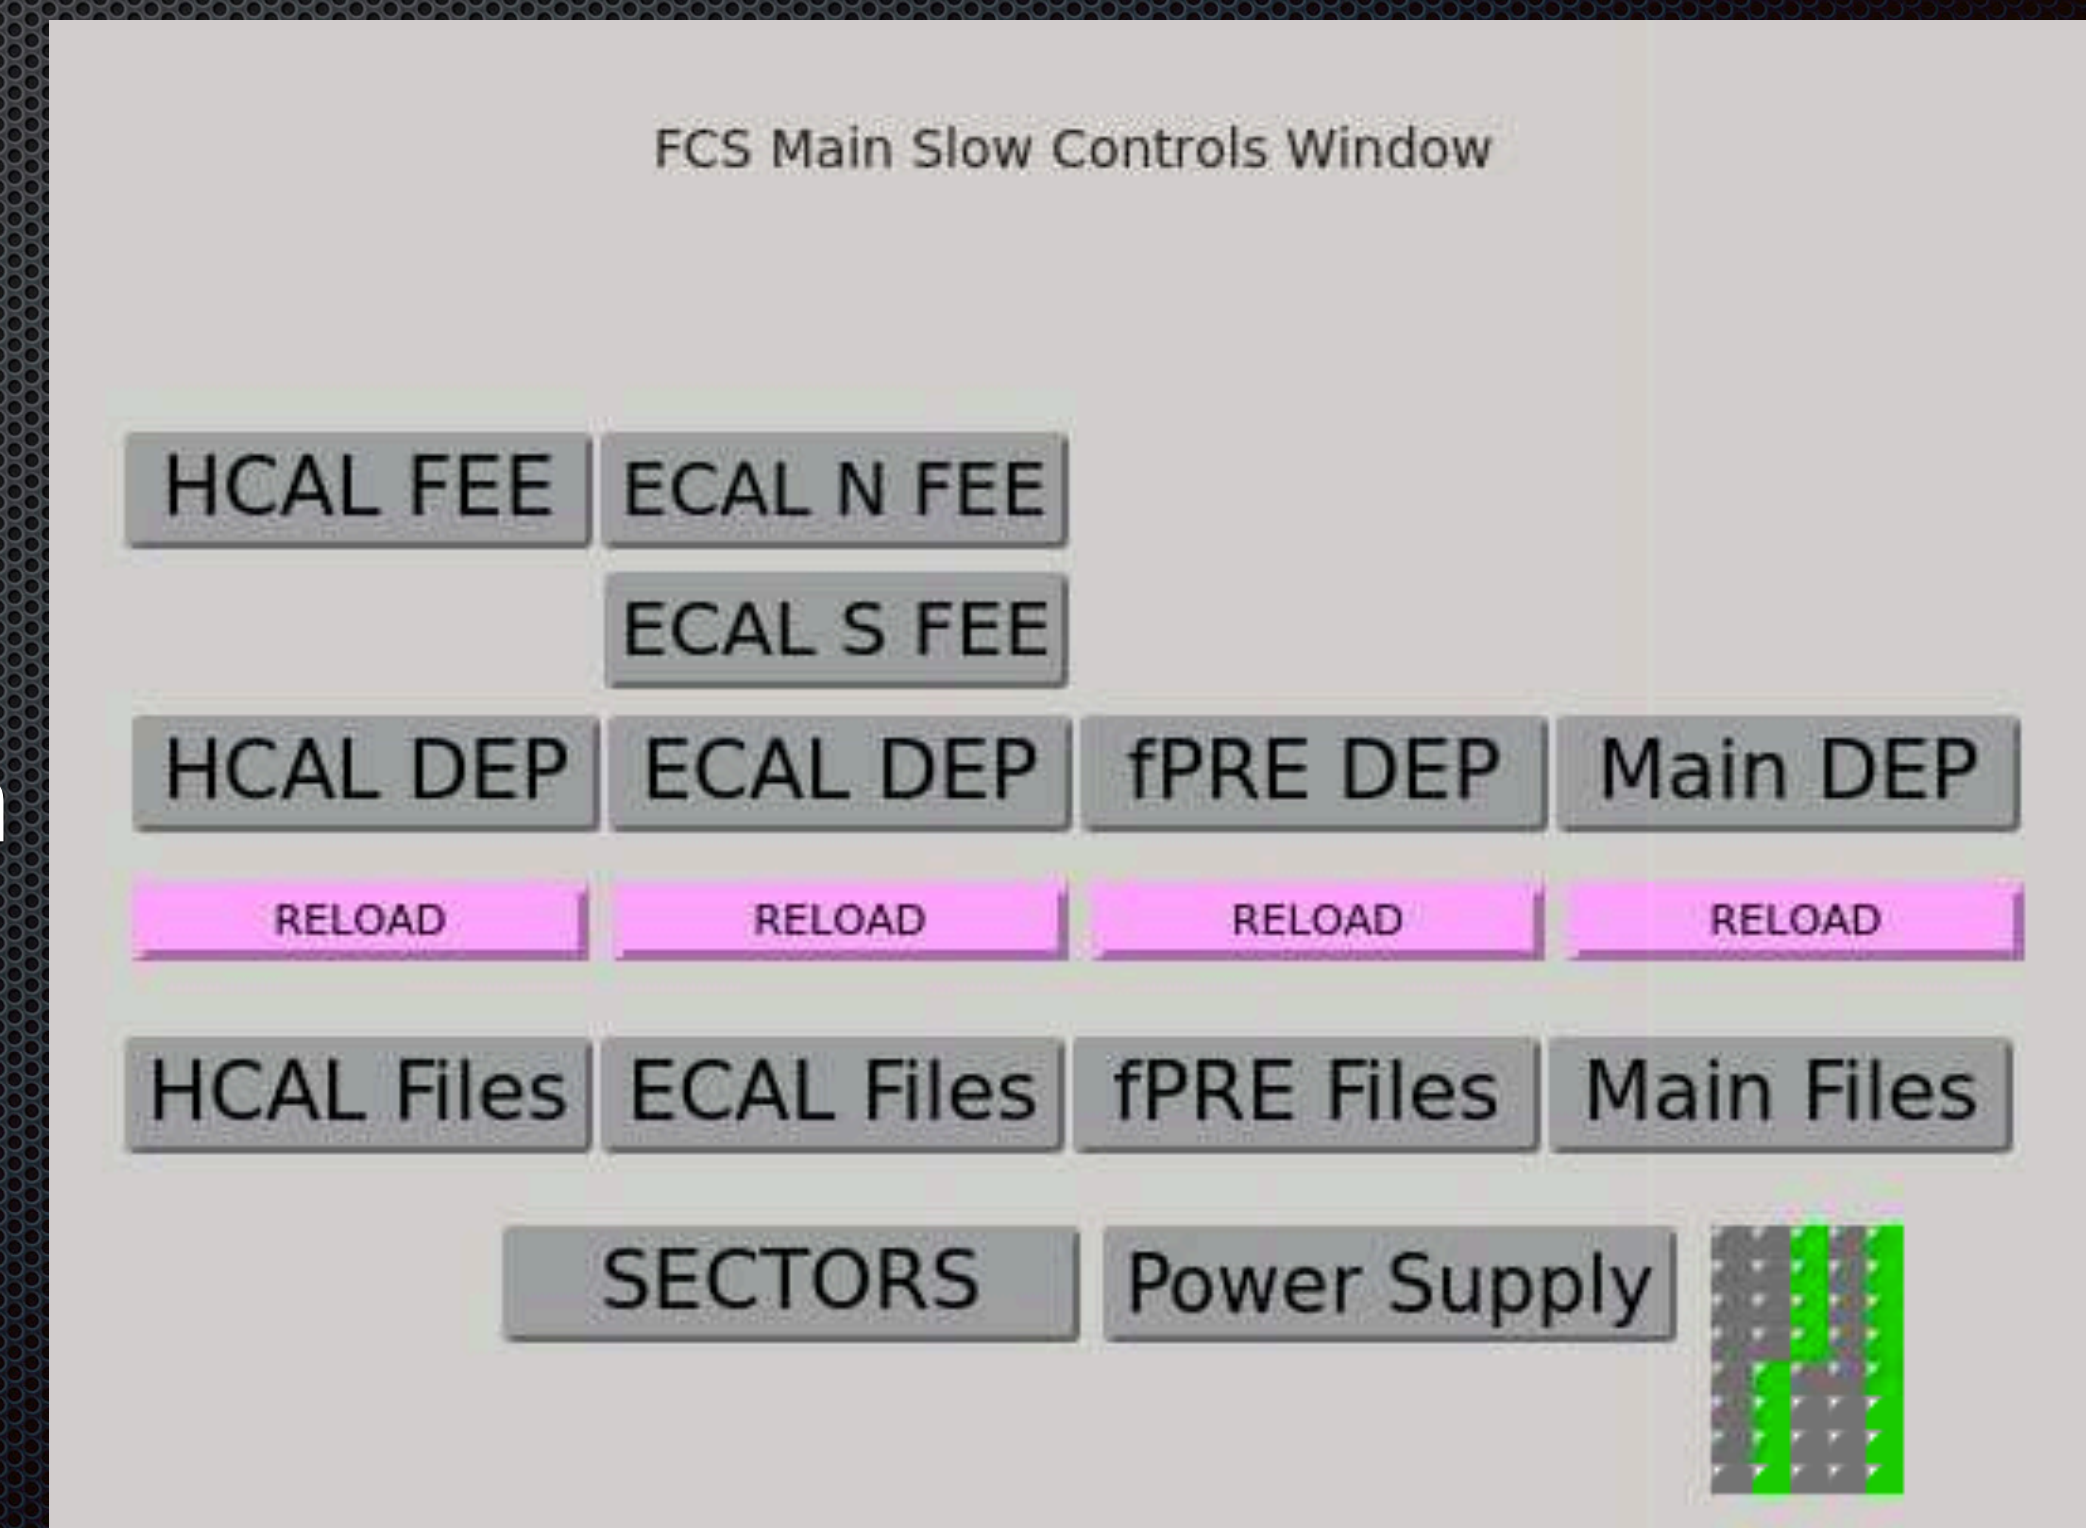 FCS Main Slow Controls Window
HCAL FEE ECAL N FEE
ECAL S FEE
HCAL DEP ECAL DEP fPRE DEP Main DEP
RELOAD RELOAD RELOAD RELOAD
HCAL Files ECAL Files fPRE Files Main Files
SECTORS Power Supply